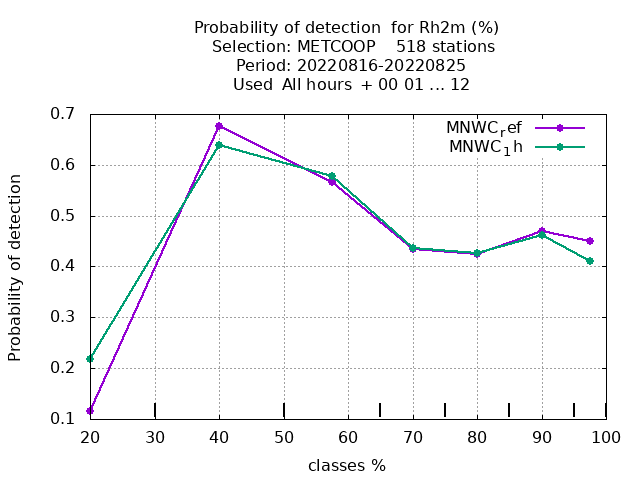 Probability of detection for Rh2m (%)
Selection: METCOOP 518 stations
Period: 20220816-20220825
Used All hours + 00 01 ... 12
MNWC_ref
MNWC_1h
Probability of detection
0.7
0.6
0.5
0.4
0.3
0.2
0.1
20 30 40 50 60 70 80 90 100
classes %